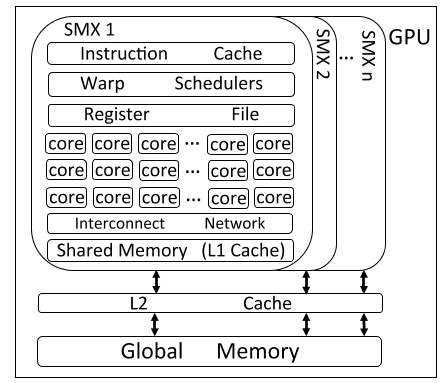 SMX 1
Instruction Cache
Warp Schedulers
Register File
core core core ... core core
core core core ... core core
core core core ... core core
Interconnect Network
Shared Memory (L1 Cache)
SMX 2
...
SMX n
GPU
L2 Cache
Global Memory